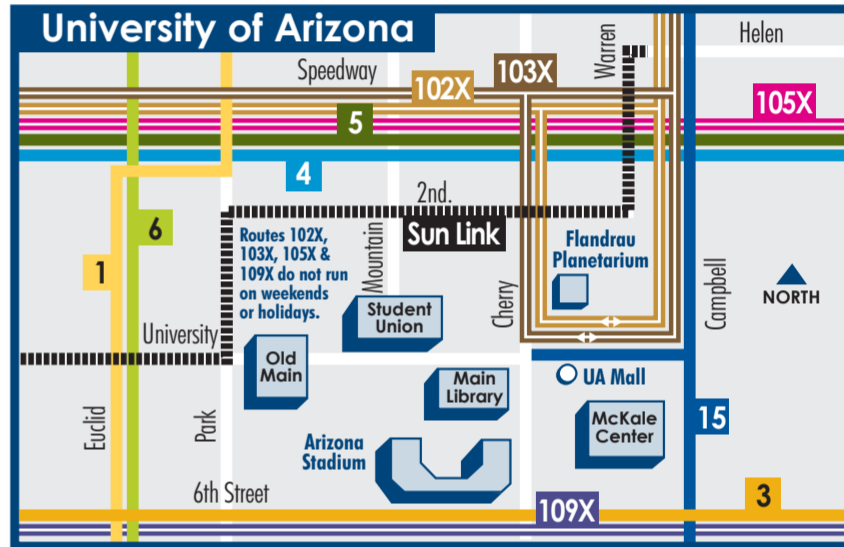 University of Arizona
Warren
Helen
Speedway
103X
102X
105X
5
4
2nd.
Sun Link
6
Routes 102X,
103X, 105X &
109X do not run
on weekends
or holidays.
Mountain
Flandrau
Planetarium
1
Cherry
Campbell
NORTH
Student
Union
University
Old
Main
Main
Library
UA Mall
McKale
Center
15
Euclid
Park
Arizona
Stadium
6th Street
109X
3